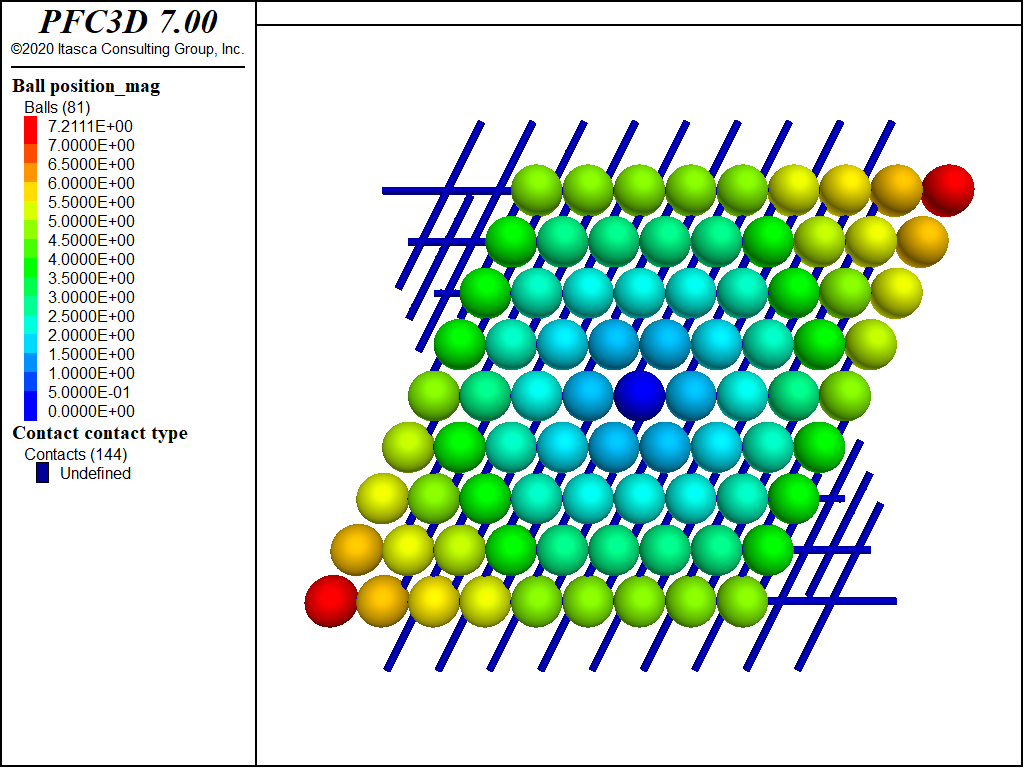 PFC3D 7.00
©2020 Itasca Consulting Group, Inc.
Ball position_mag
Balls (81)
7.2111E+00
7.0000E+00
6.5000E+00
6.0000E+00
5.5000E+00
5.0000E+00
4.5000E+00
4.0000E+00
3.5000E+00
3.0000E+00
2.5000E+00
2.0000E+00
1.5000E+00
1.0000E+00
5.0000E-01
0.0000E+00
Contact contact type
Contacts (144)
Undefined